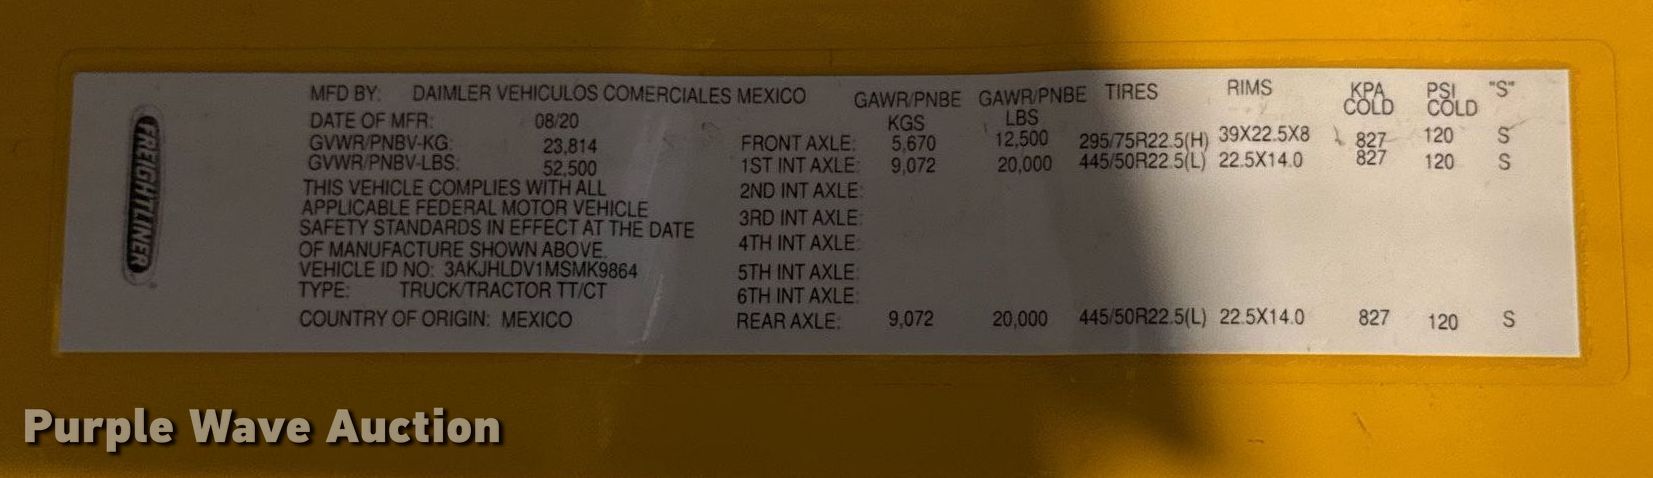 FREIGHTLINER
MFD BY: DAIMLER VEHICULOS COMERCIALES MEXICO
DATE OF MFR: 08/20
GVWR/PNBV-KG: 23,814
GVWR/PNBV-LBS: 52,500
THIS VEHICLE COMPLIES WITH ALL
APPLICABLE FEDERAL MOTOR VEHICLE
SAFETY STANDARDS IN EFFECT AT THE DATE
OF MANUFACTURE SHOWN ABOVE.
VEHICLE ID NO: 3AKJHLDV1MSMK9864
TYPE: TRUCK/TRACTOR TT/CT
COUNTRY OF ORIGIN: MEXICO
GAWR/PNBE KGS GAWR/PNBE LBS TIRES RIMS KPA COLD PSI COLD "S"
FRONT AXLE: 5,670 12,500 295/75R22.5(H) 39X22.5X8 827 120 S
1ST INT AXLE: 9,072 20,000 445/50R22.5(L) 22.5X14.0 827 120 S
2ND INT AXLE:
3RD INT AXLE:
4TH INT AXLE:
5TH INT AXLE:
6TH INT AXLE:
REAR AXLE: 9,072 20,000 445/50R22.5(L) 22.5X14.0 827 120 S
Purple Wave Auction